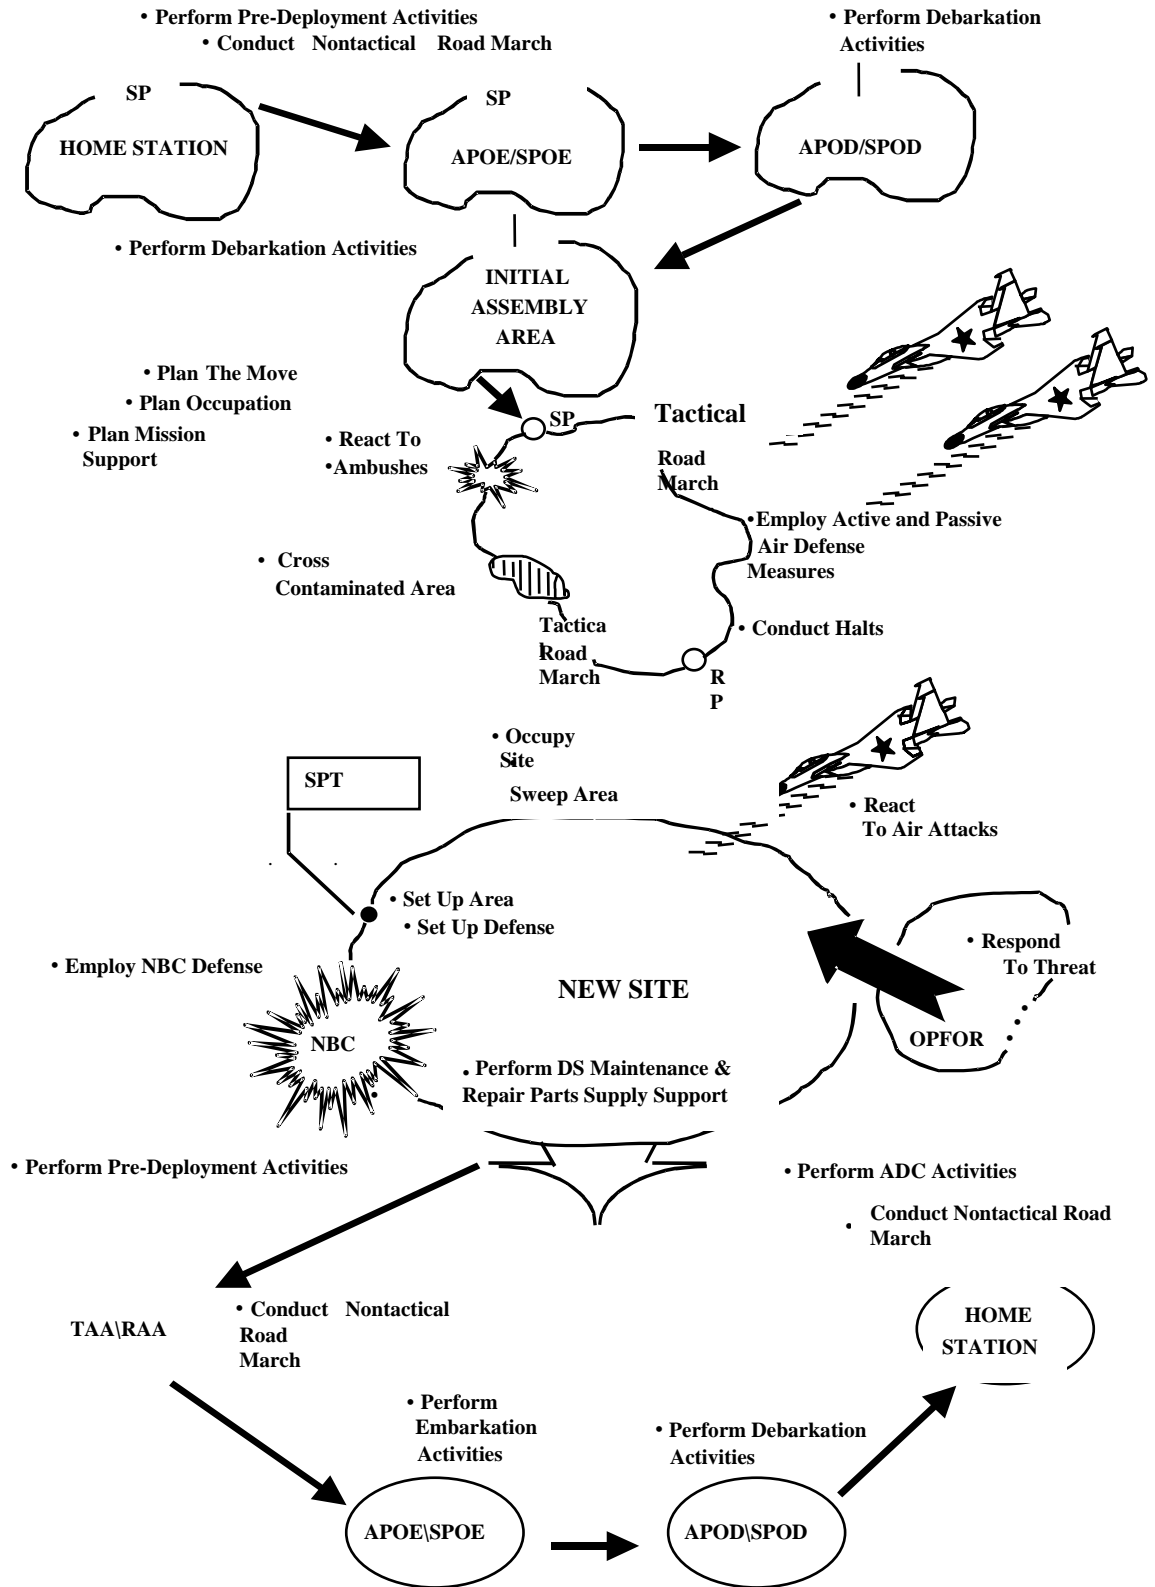 • Perform Pre-Deployment Activities
• Conduct Nontactical Road March
• Perform Debarkation
Activities
SP
HOME STATION
SP
APOE/SPOE
APOD/SPOD
• Perform Debarkation Activities
INITIAL
ASSEMBLY
AREA
• Plan The Move
• Plan Occupation
• Plan Mission
Support
• React To
•Ambushes
SP
Tactical
Road
March
•Employ Active and Passive
Air Defense
Measures
• Cross
Contaminated Area
Tactical
Road
March
• Conduct Halts
R
P
• Occupy
Site
Sweep Area
SPT
• React
To Air Attacks
• Set Up Area
• Set Up Defense
• Respond
To Threat
• Employ NBC Defense
NEW SITE
NBC
OPFOR
• Perform DS Maintenance &
Repair Parts Supply Support
• Perform Pre-Deployment Activities
• Perform ADC Activities
• Conduct Nontactical Road
March
TAA\RAA
• Conduct Nontactical
Road
March
HOME
STATION
• Perform
Embarkation
Activities
• Perform Debarkation
Activities
APOE\SPOE
APOD\SPOD